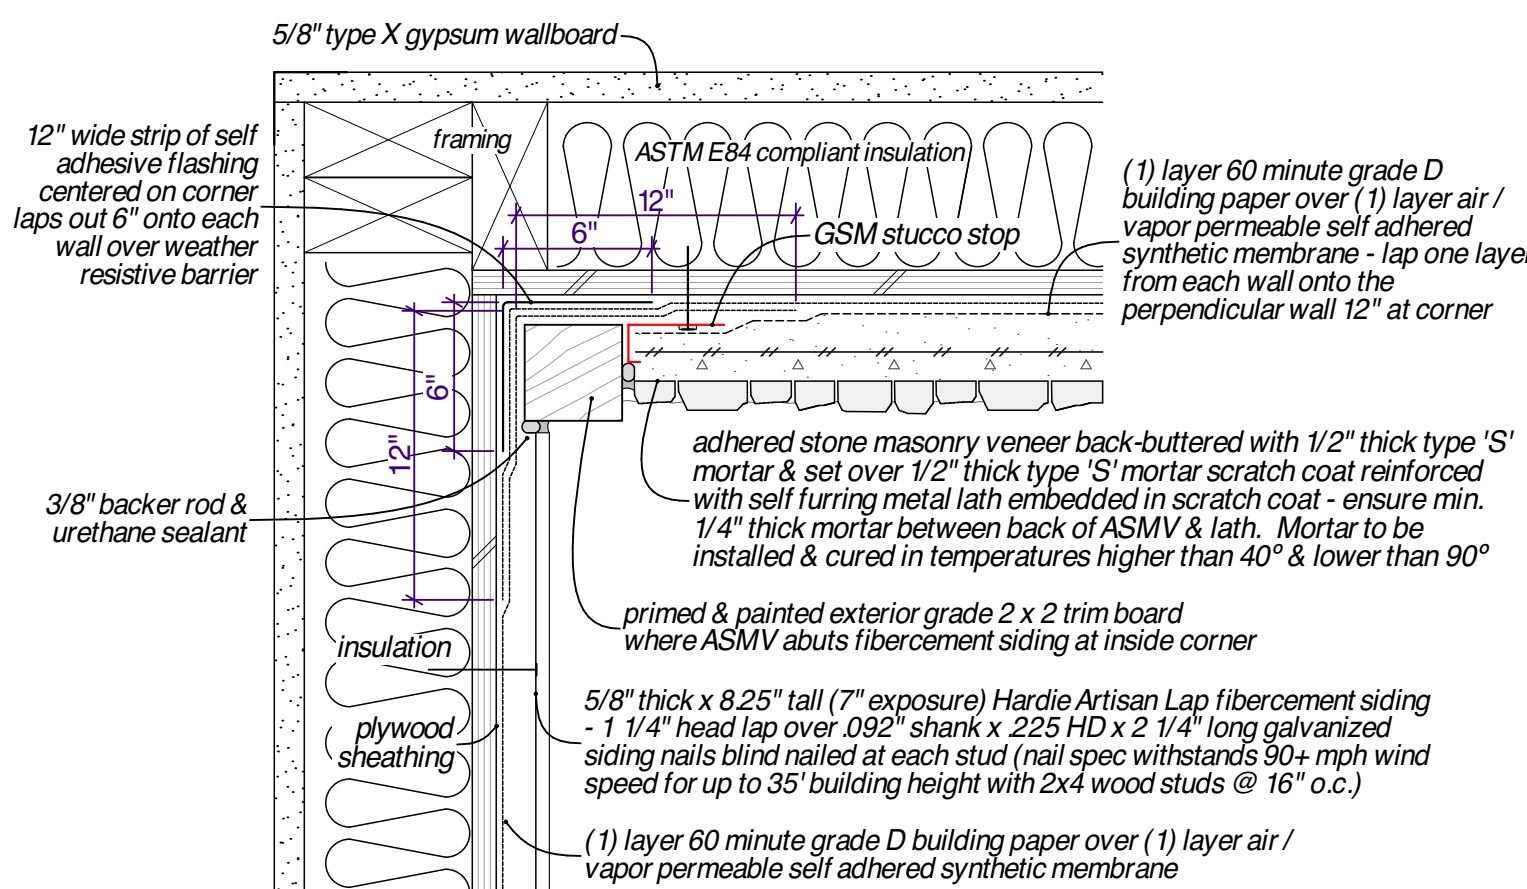 5/8" type X gypsum wallboard
12" wide strip of self
adhesive flashing
centered on corner
laps out 6" onto each
wall over weather
resistive barrier
framing
ASTM E84 compliant insulation
12"
6"
GSM stucco stop
(1) layer 60 minute grade D
building paper over (1) layer air /
vapor permeable self adhered
synthetic membrane - lap one layer
from each wall onto the
perpendicular wall 12" at corner
6"
12"
adhered stone masonry veneer back-buttered with 1/2" thick type 'S'
mortar & set over 1/2" thick type 'S' mortar scratch coat reinforced
with self furring metal lath embedded in scratch coat - ensure min.
1/4" thick mortar between back of ASMV & lath. Mortar to be
installed & cured in temperatures higher than 40º & lower than 90º
3/8" backer rod &
urethane sealant
primed & painted exterior grade 2 x 2 trim board
where ASMV abuts fibercement siding at inside corner
insulation
5/8" thick x 8.25" tall (7" exposure) Hardie Artisan Lap fibercement siding
- 1 1/4" head lap over .092" shank x .225 HD x 2 1/4" long galvanized
siding nails blind nailed at each stud (nail spec withstands 90+ mph wind
speed for up to 35' building height with 2x4 wood studs @ 16" o.c.)
plywood
sheathing
(1) layer 60 minute grade D building paper over (1) layer air /
vapor permeable self adhered synthetic membrane